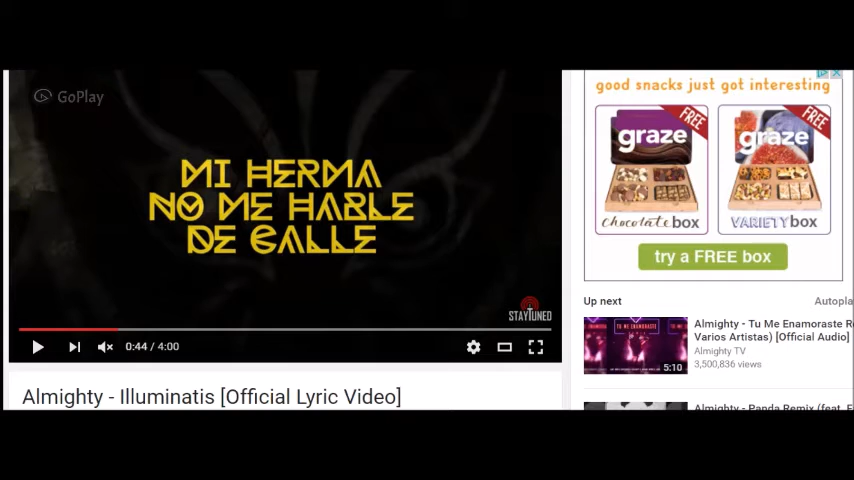 GoPlay
MI HERMA
NO ME HABLE
DE CALLE
STAYTUNED
0:44 / 4:00
Almighty - Illuminatis [Official Lyric Video]
good snacks just got interesting
FREE
graze
chocolate box
FREE
graze
VARIETY box
try a FREE box
Up next
Autopla
TU ME ENAMORASTE
5:10
Almighty - Tu Me Enamoraste R
Varios Artistas) [Official Audio]
Almighty TV
3,500,836 views
Almighty - Panda Remix (feat. F